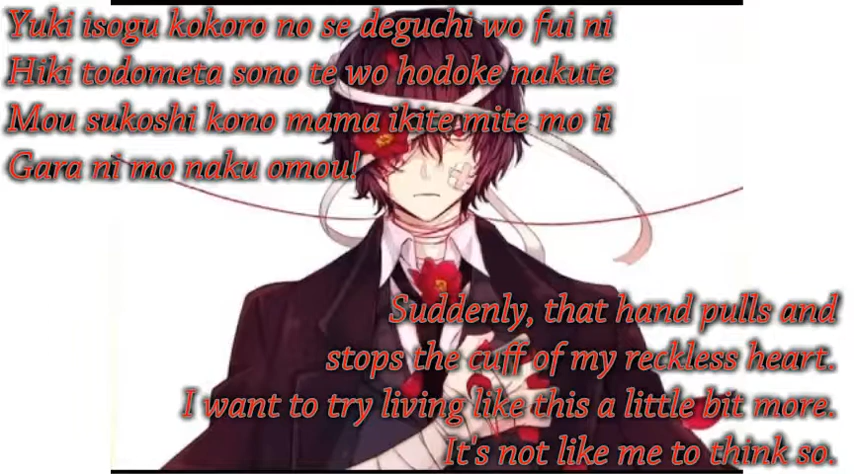 Yuki isogu kokoro no se deguchi wo fui ni
Hiki todometa sono te wo hodoke nakute
Mou sukoshi kono mama ikite mite mo ii
Gara ni mo naku omou!
Suddenly, that hand pulls and
stops the cuff of my reckless heart.
I want to try living like this a little bit more.
It's not like me to think so.